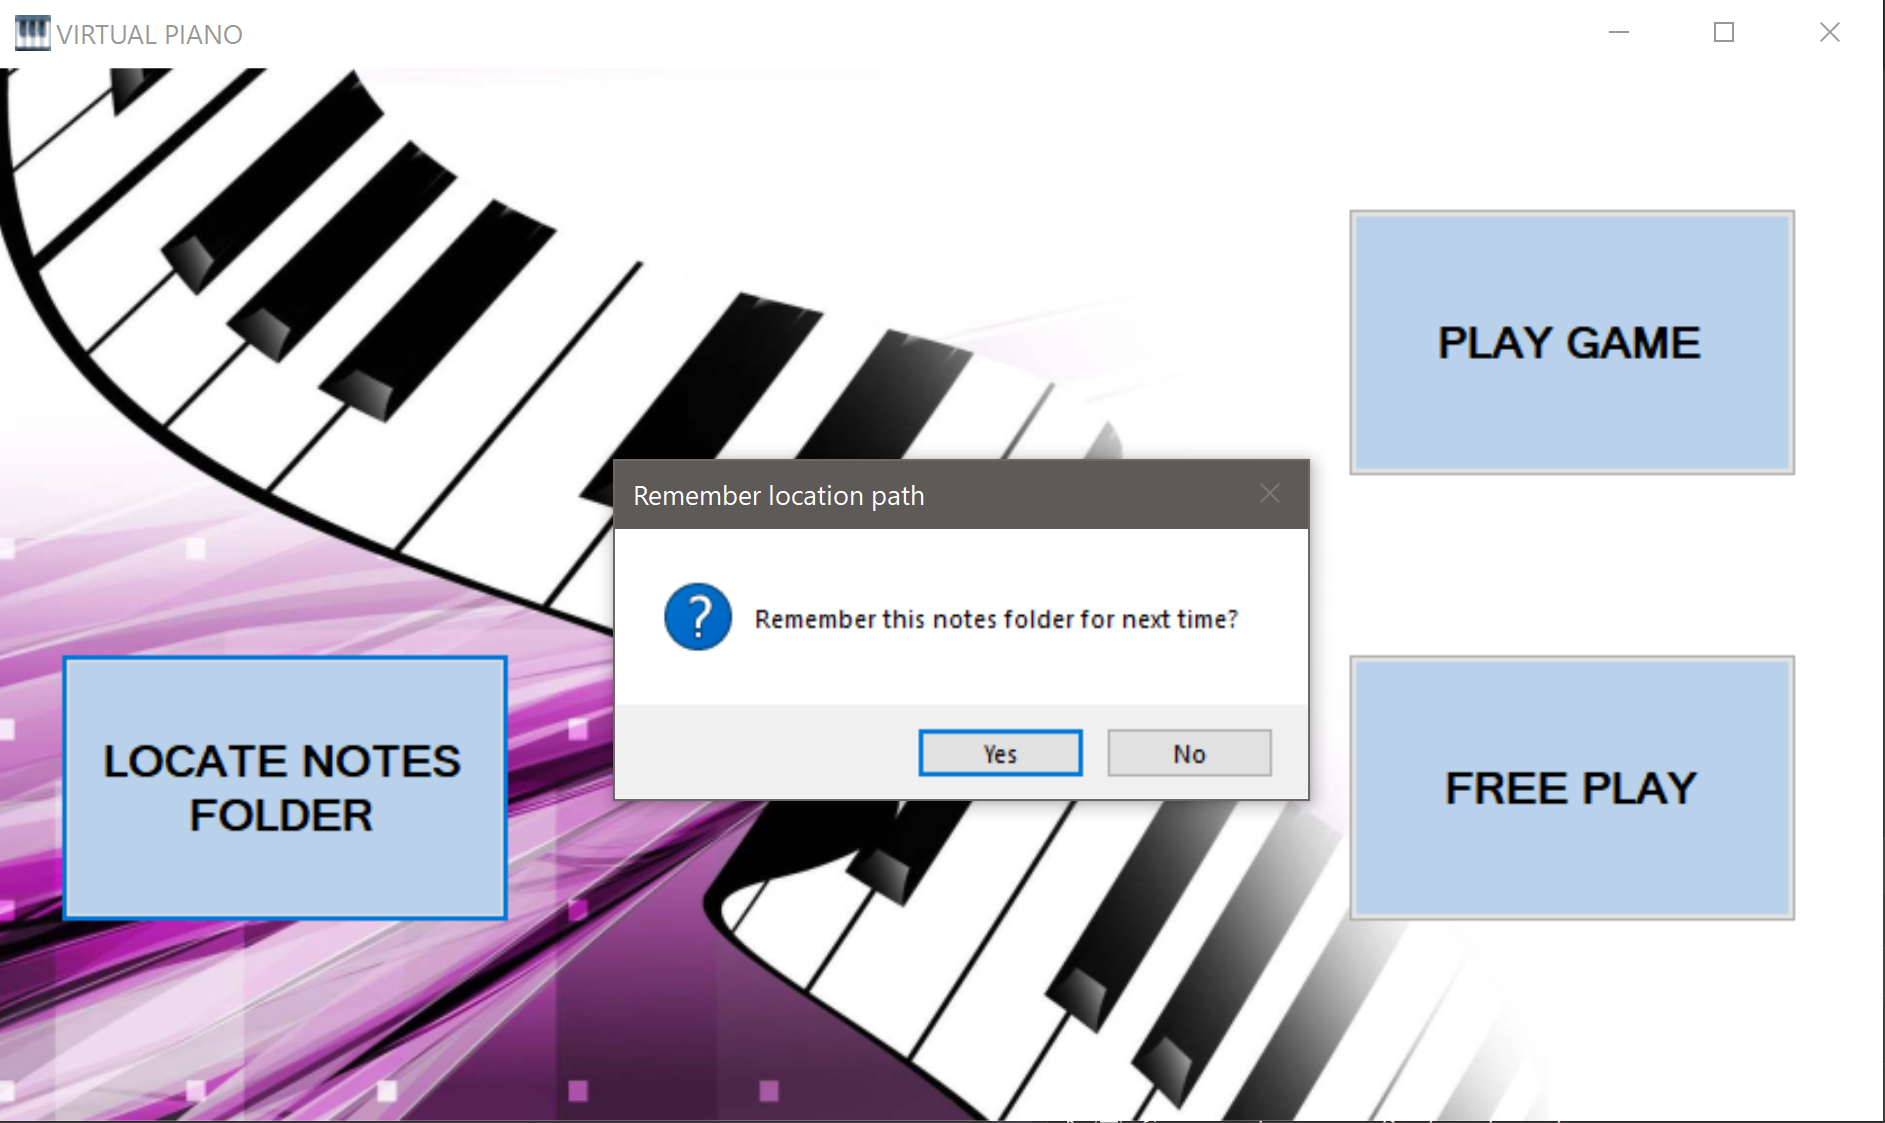 VIRTUAL PIANO
PLAY GAME
Remember location path
Remember this notes folder for next time?
Yes
No
LOCATE NOTES
FOLDER
FREE PLAY